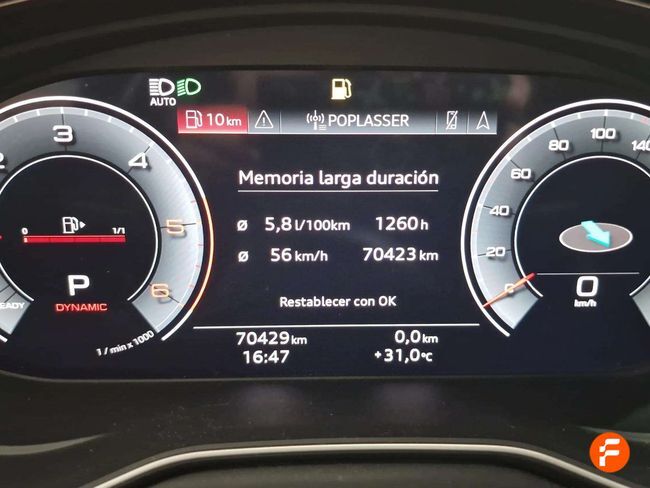 AUTO
10 km
POPLASSER
2 3 4 5 6
0 1/1
P
DYNAMIC
READY
1 / min x 1000
Memoria larga duración
ø 5,8 l/100km 1260 h
ø 56 km/h 70423 km
Restablecer con OK
70429 km 0,0 km
16:47 +31,0 °C
0 20 40 60 80 100 120 140
0
km/h
F